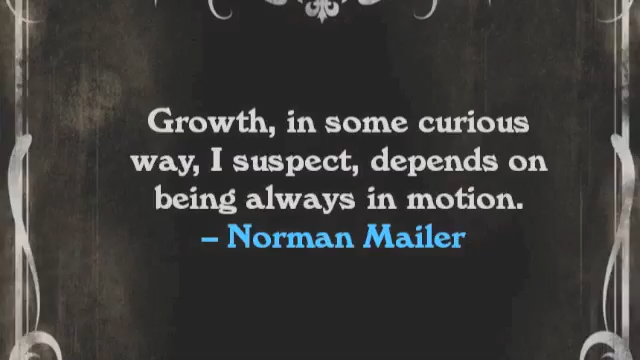 Growth, in some curious
way, I suspect, depends on
being always in motion.
– Norman Mailer